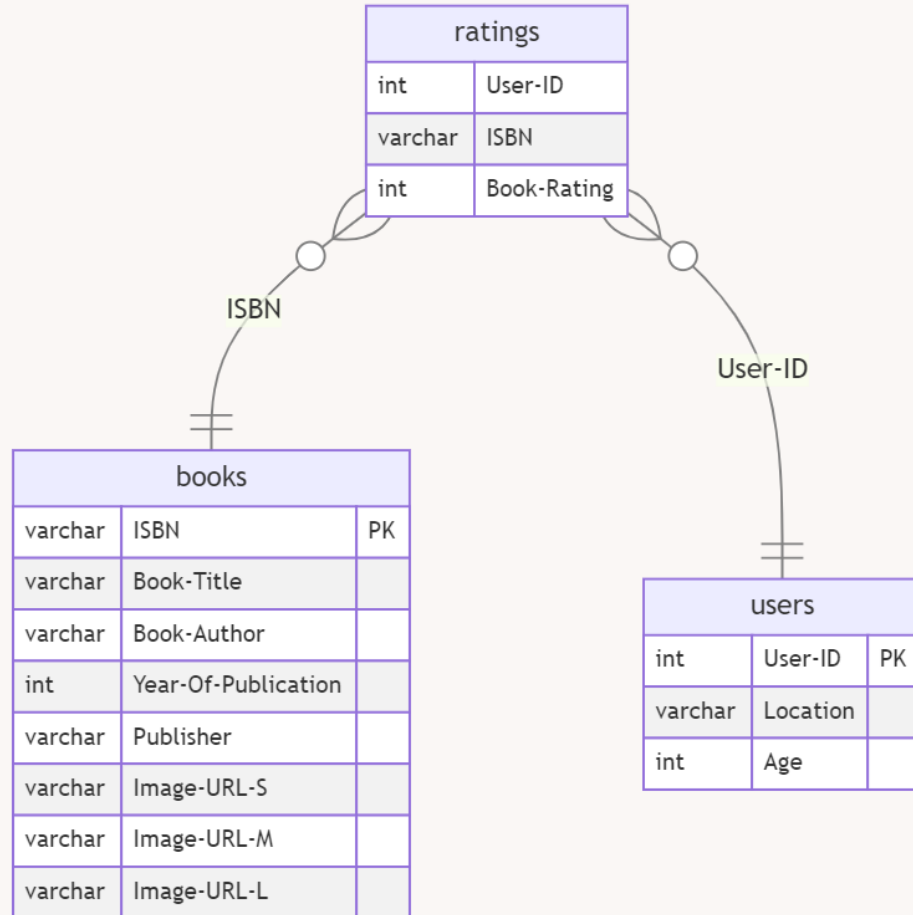 ratings
int User-ID
varchar ISBN
int Book-Rating
ISBN
User-ID
books
varchar ISBN PK
varchar Book-Title
varchar Book-Author
int Year-Of-Publication
varchar Publisher
varchar Image-URL-S
varchar Image-URL-M
varchar Image-URL-L
users
int User-ID PK
varchar Location
int Age